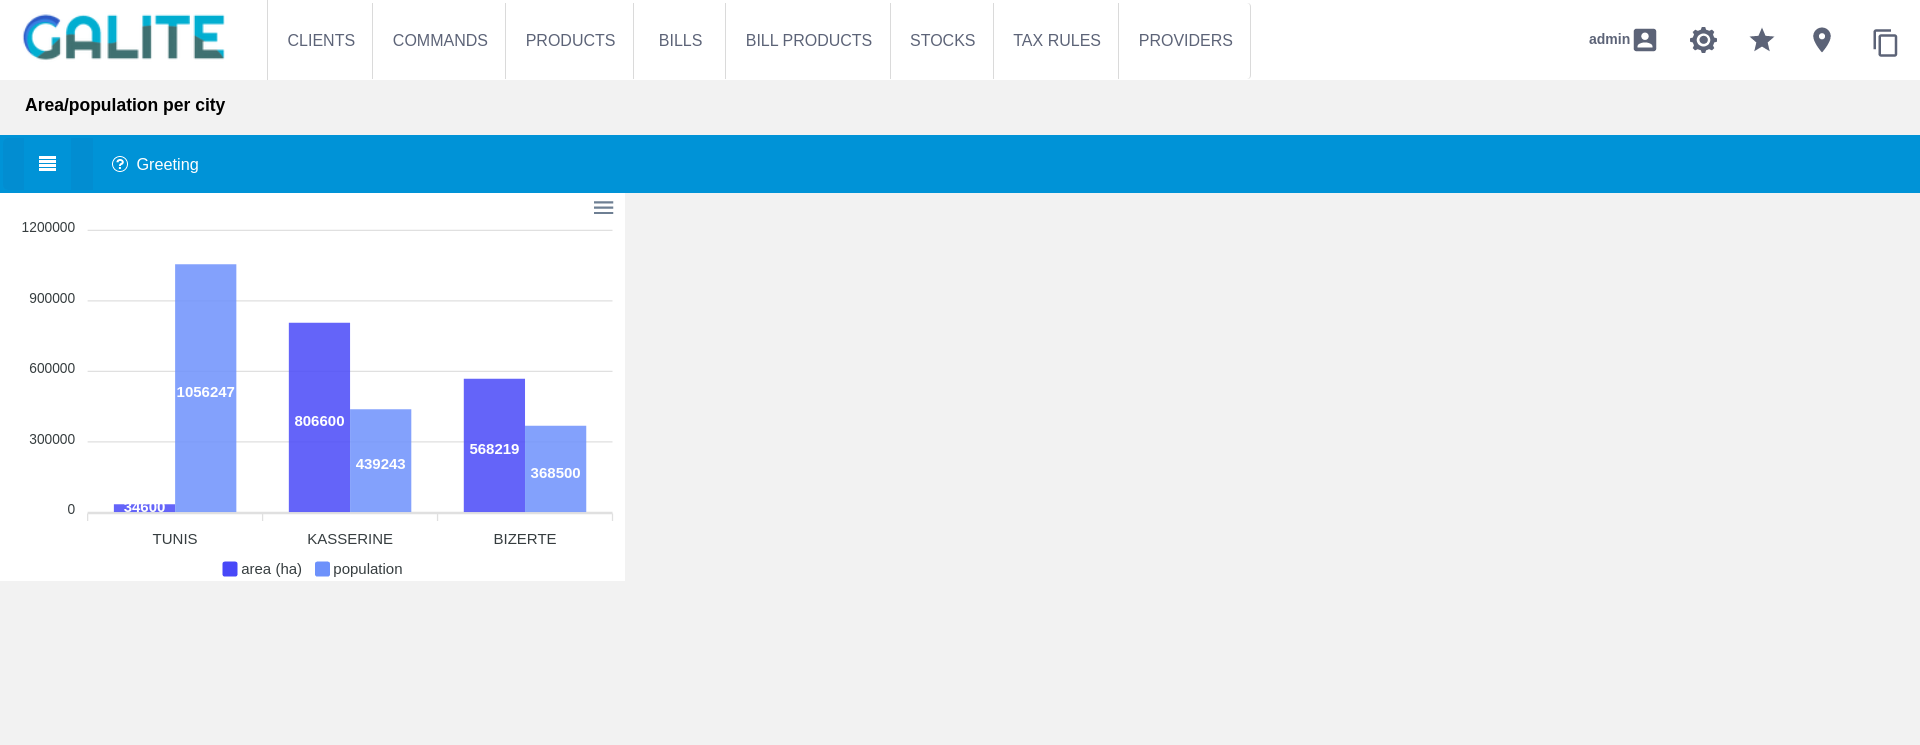 GALITE
CLIENTS
COMMANDS
PRODUCTS
BILLS
BILL PRODUCTS
STOCKS
TAX RULES
PROVIDERS
admin
Area/population per city
Greeting
1200000
900000
600000
300000
0
1056247
806600
439243
568219
368500
34600
TUNIS
KASSERINE
BIZERTE
area (ha)
population